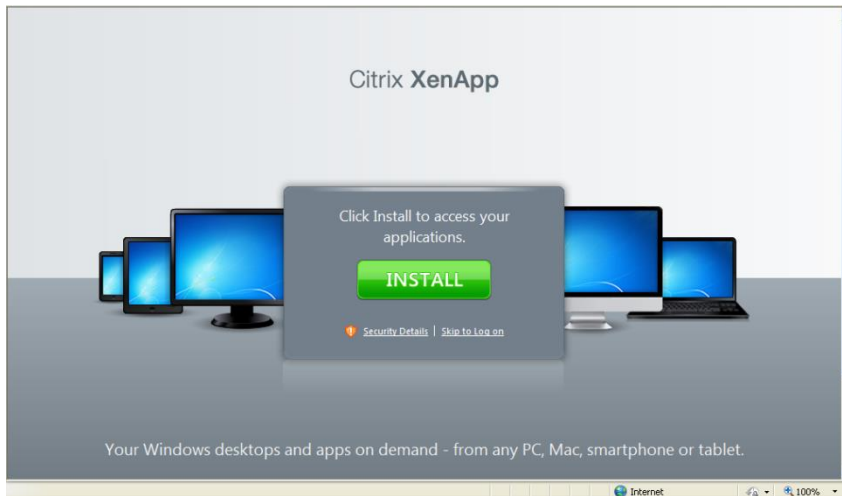 Citrix XenApp
Click Install to access your
applications.
INSTALL
Security Details | Skip to Log on
Your Windows desktops and apps on demand - from any PC, Mac, smartphone or tablet.
Internet
100%